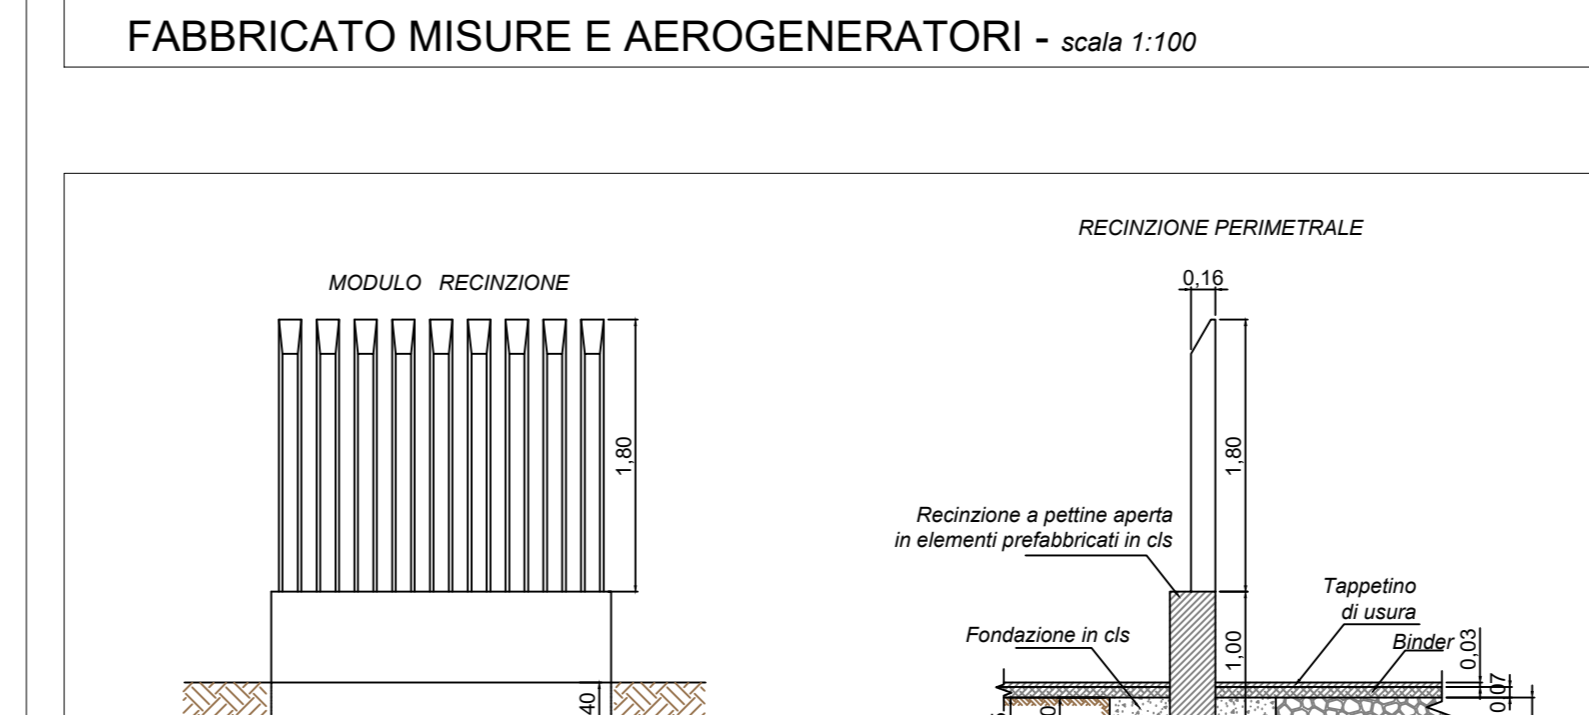 FABBRICATO MISURE E AEROGENERATORI - scala 1:100
RECINZIONE PERIMETRALE
MODULO RECINZIONE
0,16
1,80
1,80
Recinzione a pettine aperta
in elementi prefabbricati in cls
Tappetino
di usura
Fondazione in cls
1,00
Binder
0,03
0,07